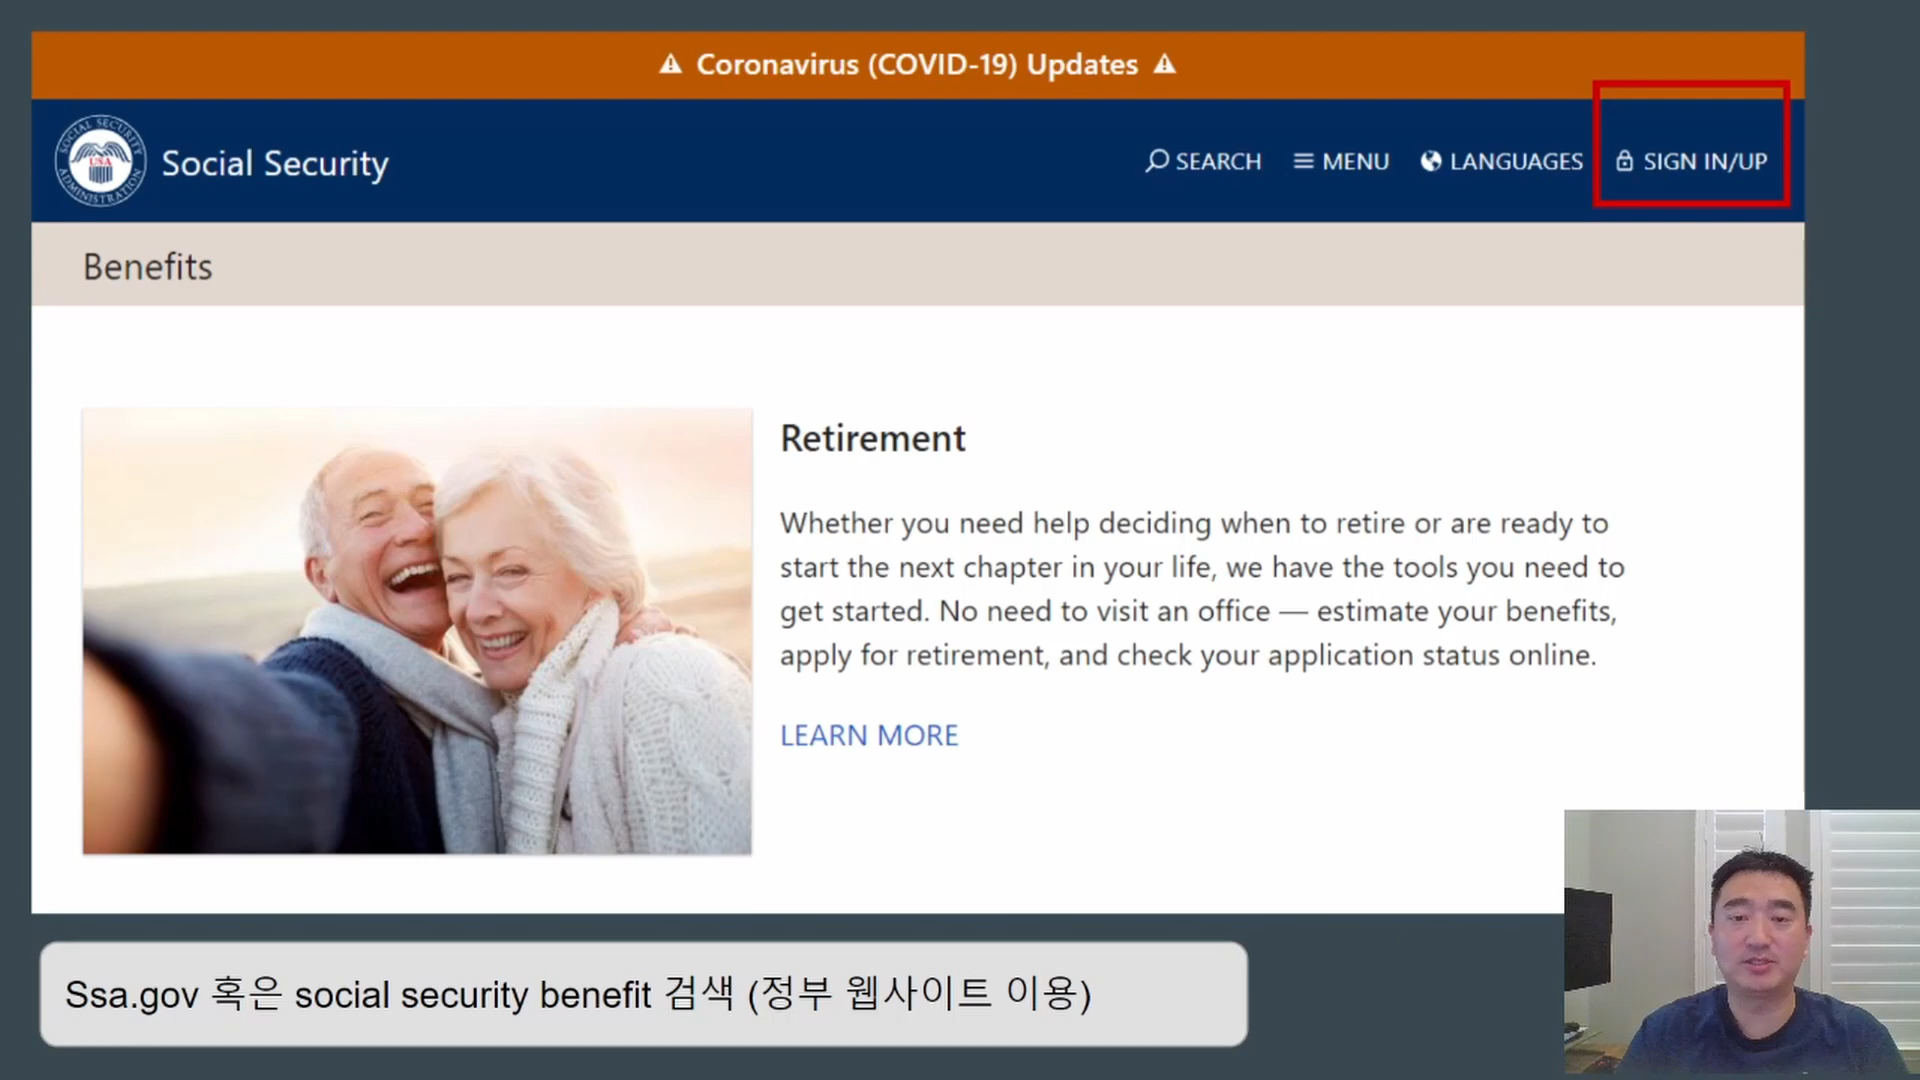 Coronavirus (COVID-19) Updates
SOCIAL SECURITY ADMINISTRATION
USA
Social Security
SEARCH
MENU
LANGUAGES
SIGN IN/UP
Benefits
Retirement
Whether you need help deciding when to retire or are ready to
start the next chapter in your life, we have the tools you need to
get started. No need to visit an office — estimate your benefits,
apply for retirement, and check your application status online.
LEARN MORE
Ssa.gov 혹은 social security benefit 검색 (정부 웹사이트 이용)